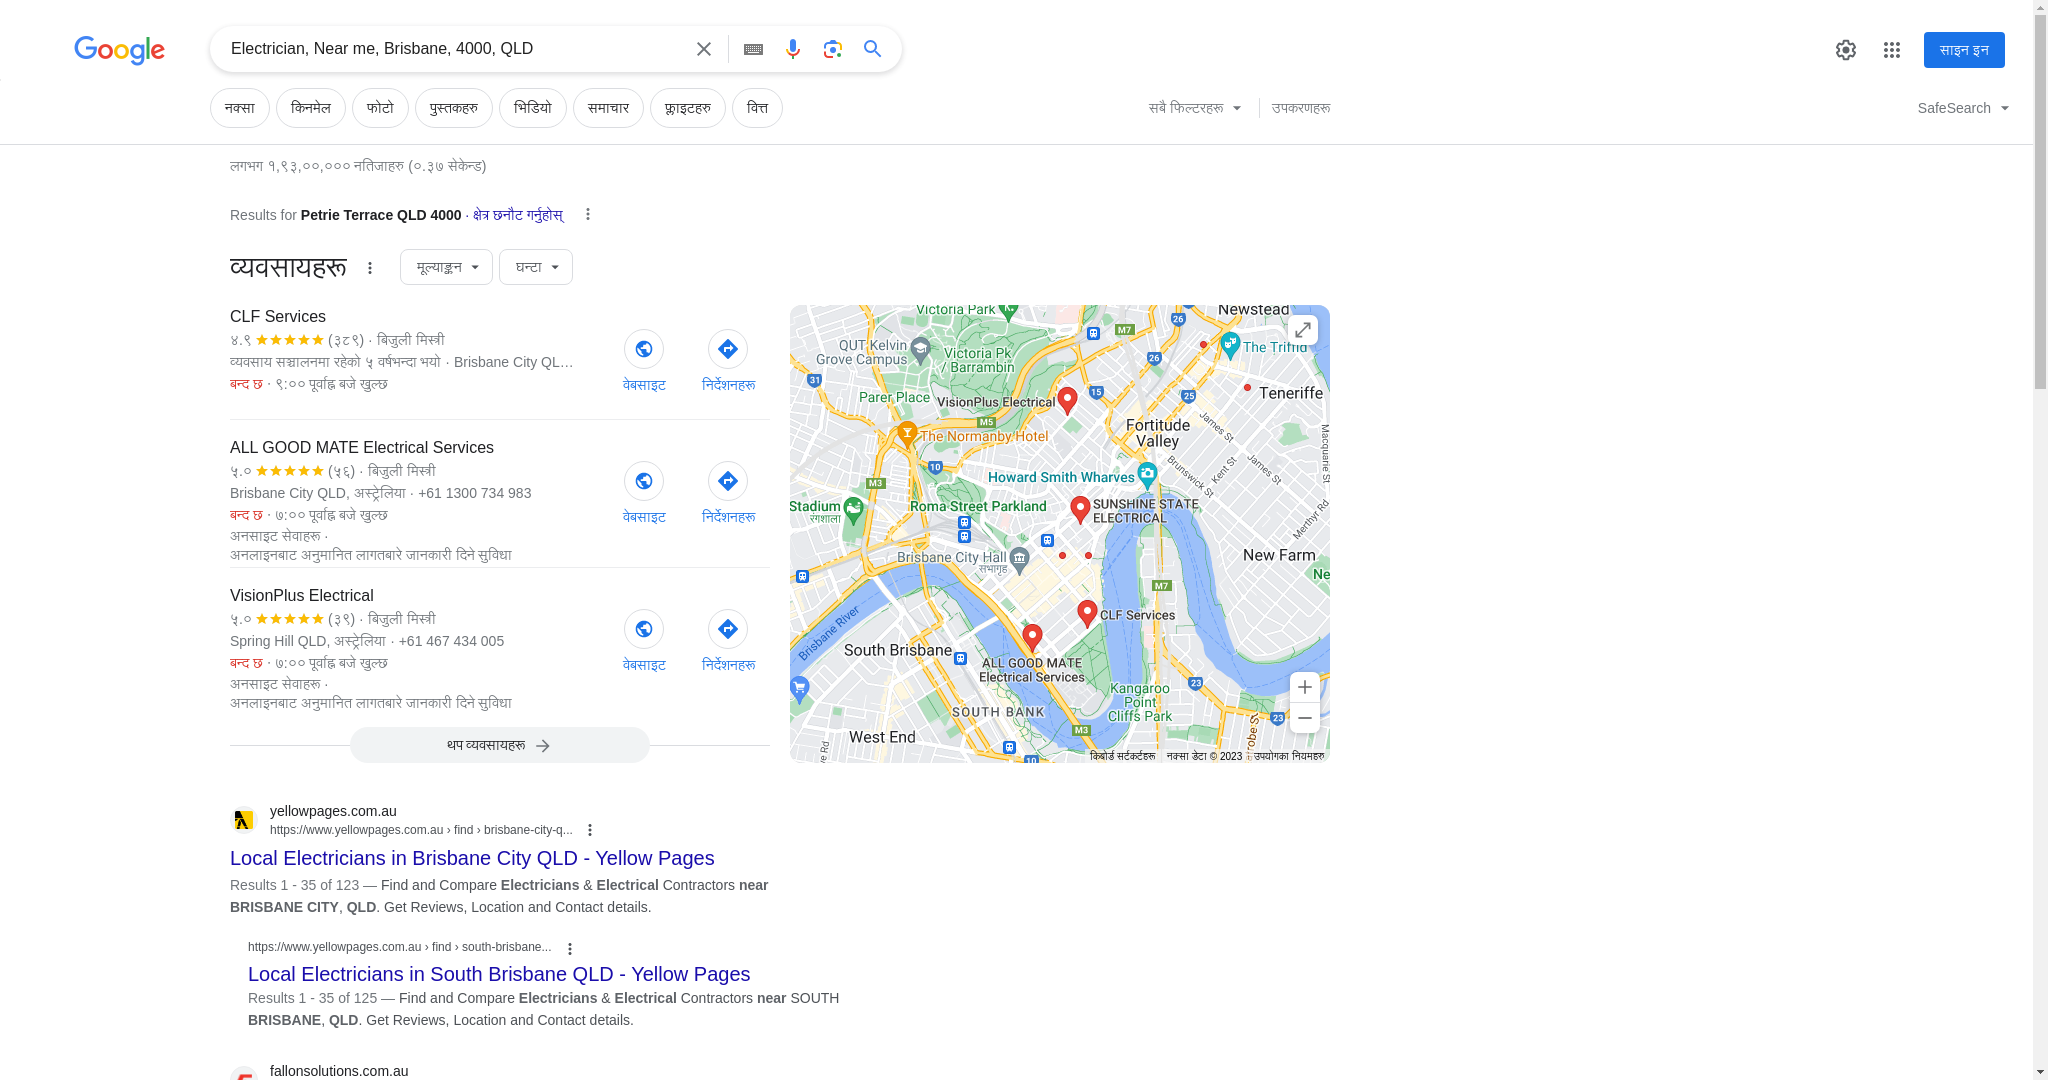 Google
Electrician, Near me, Brisbane, 4000, QLD
साइन इन
नक्सा
किनमेल
फोटो
पुस्तकहरु
भिडियो
समाचार
फ्लाइटहरु
वित्त
सबै फिल्टरहरू
उपकरणहरू
SafeSearch
लगभग १,९३,००,००० नतिजाहरु (०.३७ सेकेन्ड)
Results for Petrie Terrace QLD 4000 · क्षेत्र छनौट गर्नुहोस्
व्यवसायहरू
मूल्याङ्कन
घन्टा
CLF Services
४.९ (३८९) · बिजुली मिस्त्री
व्यवसाय सञ्चालनमा रहेको ५ वर्षभन्दा भयो · Brisbane City QL...
बन्द छ · ९:०० पूर्वाह्न बजे खुल्छ
वेबसाइट
निर्देशनहरू
ALL GOOD MATE Electrical Services
५.० (५६) · बिजुली मिस्त्री
Brisbane City QLD, अस्ट्रेलिया · +61 1300 734 983
बन्द छ · ७:०० पूर्वाह्न बजे खुल्छ
अनसाइट सेवाहरू ·
अनलाइनबाट अनुमानित लागतबारे जानकारी दिने सुविधा
वेबसाइट
निर्देशनहरू
VisionPlus Electrical
५.० (३९) · बिजुली मिस्त्री
Spring Hill QLD, अस्ट्रेलिया · +61 467 434 005
बन्द छ · ७:०० पूर्वाह्न बजे खुल्छ
अनसाइट सेवाहरू ·
अनलाइनबाट अनुमानित लागतबारे जानकारी दिने सुविधा
वेबसाइट
निर्देशनहरू
थप व्यवसायहरू
Victoria Park
Newstead
M7
26
QUT Kelvin
Grove Campus
Victoria Pk
/ Barrambin
The Triffid
26
31
15
25
Parer Place
VisionPlus Electrical
Teneriffe
M5
The Normanby Hotel
Fortitude
Valley
James St
Macquarie St
10
Brunswick St
Kent St
James St
M3
Howard Smith Wharves
Stadium
रंगशाला
Roma Street Parkland
SUNSHINE STATE
ELECTRICAL
Merthyr Rd
Brisbane City Hall
सभागृह
New Farm
Ne
M7
Brisbane River
CLF Services
South Brisbane
ALL GOOD MATE
Electrical Services
Kangaroo
Point
Cliffs Park
23
SOUTH BANK
23
M3
West End
10
किबोर्ड सर्टकर्टहरू
नक्सा डेटा © 2023
उपयोगका नियमहरु
yellowpages.com.au
https://www.yellowpages.com.au › find › brisbane-city-q...
Local Electricians in Brisbane City QLD - Yellow Pages
Results 1 - 35 of 123 — Find and Compare Electricians & Electrical Contractors near
BRISBANE CITY, QLD. Get Reviews, Location and Contact details.
https://www.yellowpages.com.au › find › south-brisbane...
Local Electricians in South Brisbane QLD - Yellow Pages
Results 1 - 35 of 125 — Find and Compare Electricians & Electrical Contractors near SOUTH
BRISBANE, QLD. Get Reviews, Location and Contact details.
fallonsolutions.com.au